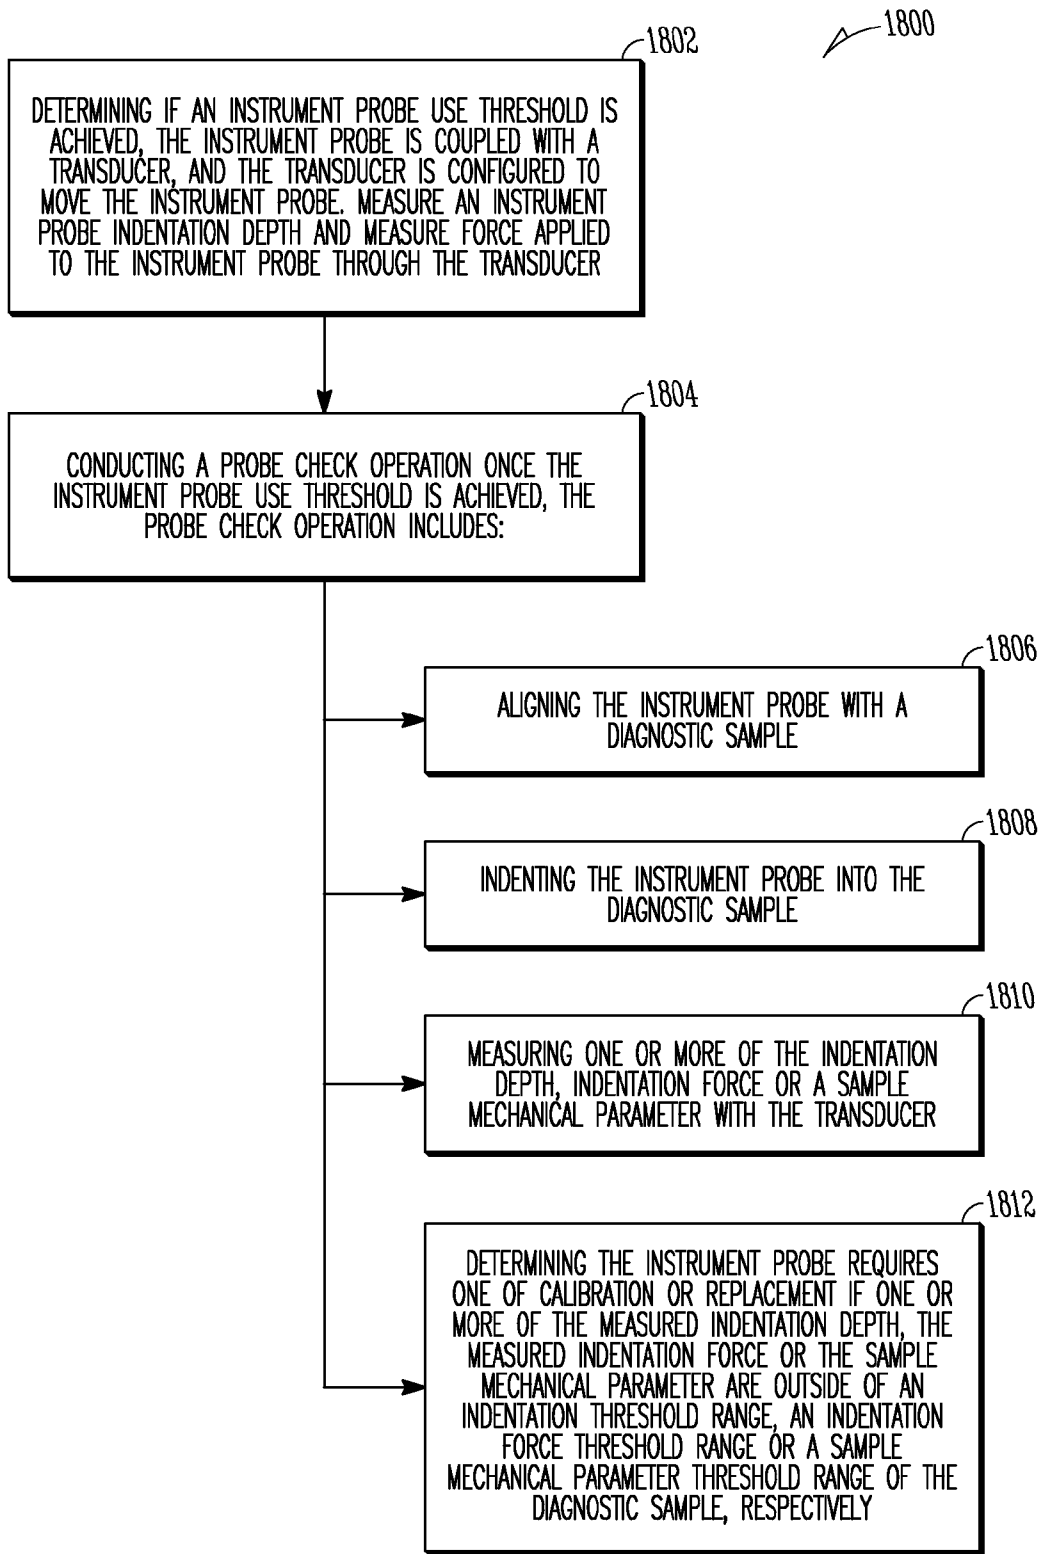 1800
1802
DETERMINING IF AN INSTRUMENT PROBE USE THRESHOLD IS
ACHIEVED, THE INSTRUMENT PROBE IS COUPLED WITH A
TRANSDUCER, AND THE TRANSDUCER IS CONFIGURED TO
MOVE THE INSTRUMENT PROBE. MEASURE AN INSTRUMENT
PROBE INDENTATION DEPTH AND MEASURE FORCE APPLIED
TO THE INSTRUMENT PROBE THROUGH THE TRANSDUCER
1804
CONDUCTING A PROBE CHECK OPERATION ONCE THE
INSTRUMENT PROBE USE THRESHOLD IS ACHIEVED, THE
PROBE CHECK OPERATION INCLUDES:
1806
ALIGNING THE INSTRUMENT PROBE WITH A
DIAGNOSTIC SAMPLE
1808
INDENTING THE INSTRUMENT PROBE INTO THE
DIAGNOSTIC SAMPLE
1810
MEASURING ONE OR MORE OF THE INDENTATION
DEPTH, INDENTATION FORCE OR A SAMPLE
MECHANICAL PARAMETER WITH THE TRANSDUCER
1812
DETERMINING THE INSTRUMENT PROBE REQUIRES
ONE OF CALIBRATION OR REPLACEMENT IF ONE OR
MORE OF THE MEASURED INDENTATION DEPTH, THE
MEASURED INDENTATION FORCE OR THE SAMPLE
MECHANICAL PARAMETER ARE OUTSIDE OF AN
INDENTATION THRESHOLD RANGE, AN INDENTATION
FORCE THRESHOLD RANGE OR A SAMPLE
MECHANICAL PARAMETER THRESHOLD RANGE OF THE
DIAGNOSTIC SAMPLE, RESPECTIVELY